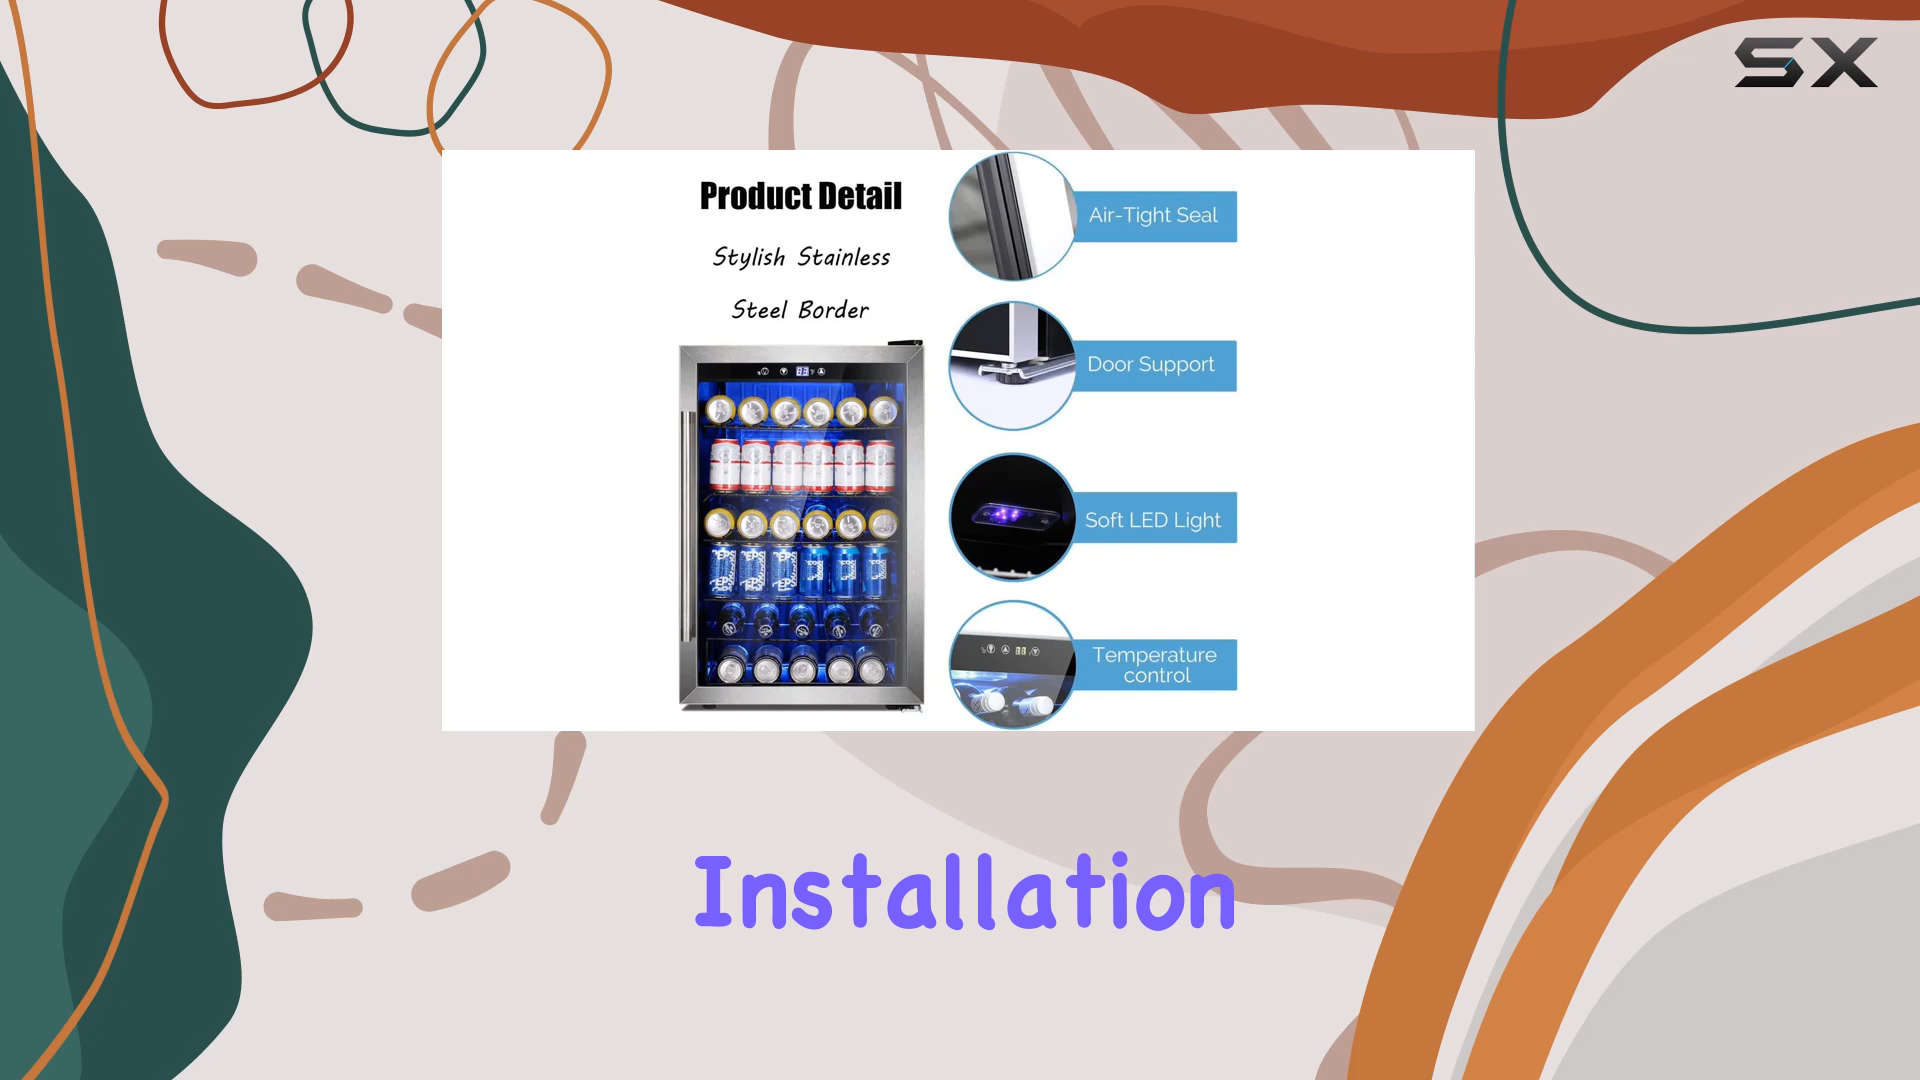 SX
Product Detail
Stylish Stainless
Steel Border
Air-Tight Seal
Door Support
Soft LED Light
Temperature
control
Installation